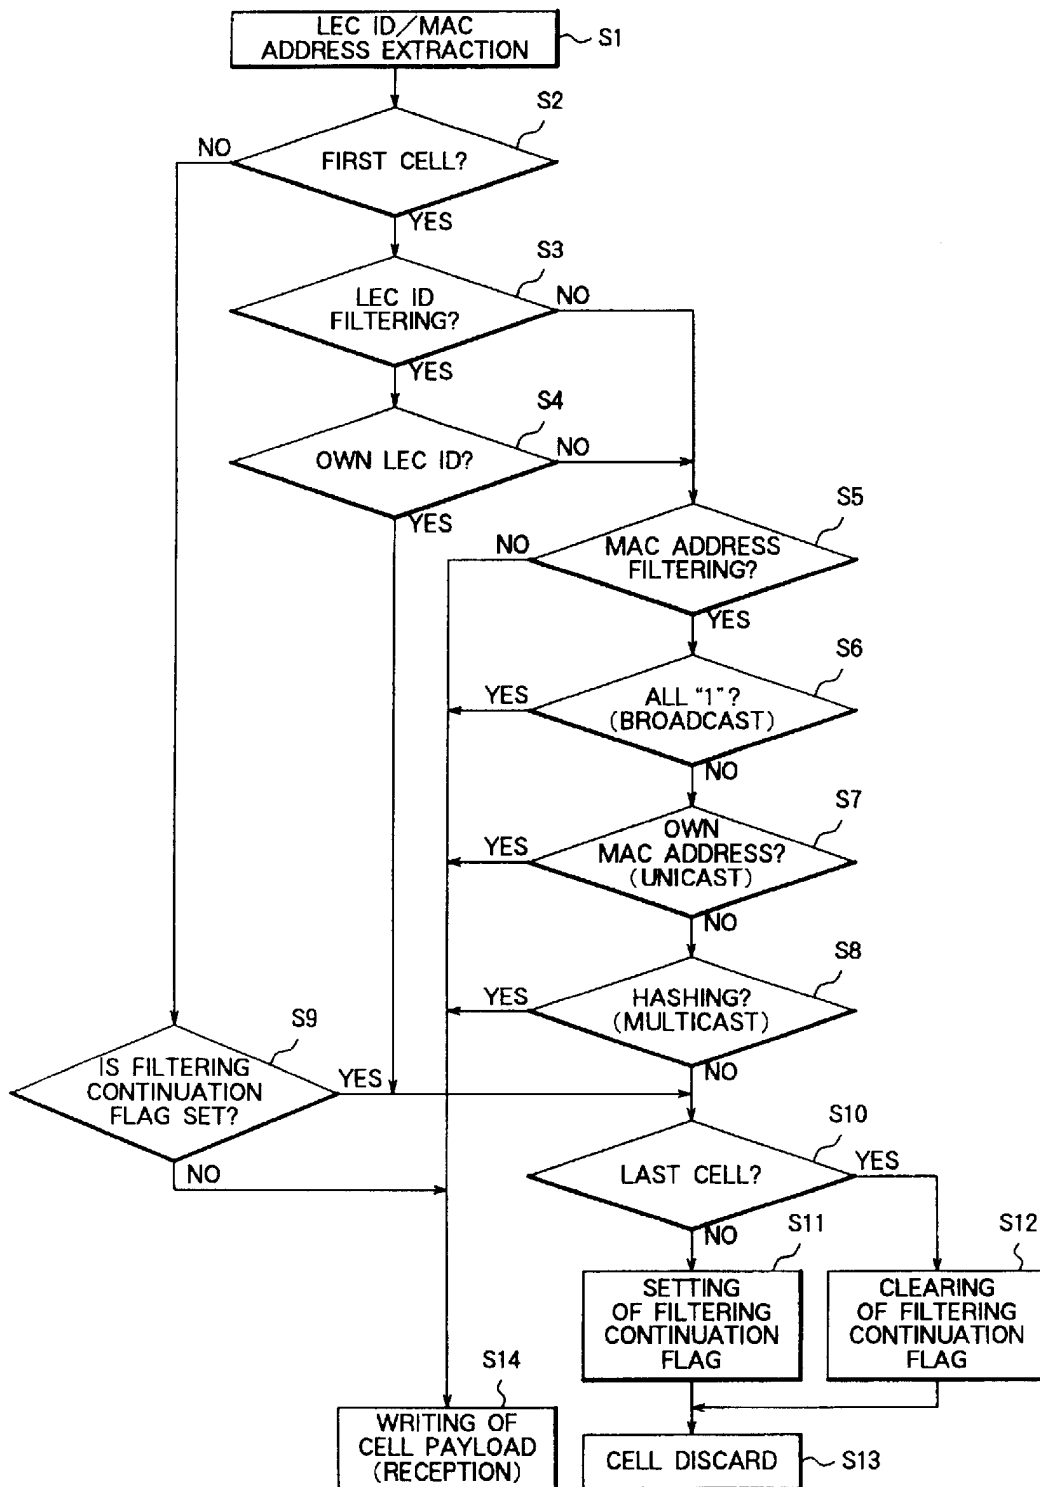 LEC ID/MAC
ADDRESS EXTRACTION
S1
S2
NO
FIRST CELL?
YES
S3
LEC ID
FILTERING?
NO
YES
S4
OWN LEC ID?
NO
YES
S5
NO
MAC ADDRESS
FILTERING?
YES
S6
YES
ALL "1"?
(BROADCAST)
NO
S7
YES
OWN
MAC ADDRESS?
(UNICAST)
NO
S8
YES
HASHING?
(MULTICAST)
NO
S9
IS FILTERING
CONTINUATION
FLAG SET?
YES
NO
S10
LAST CELL?
YES
NO
S11
SETTING
OF FILTERING
CONTINUATION
FLAG
S12
CLEARING
OF FILTERING
CONTINUATION
FLAG
S14
WRITING OF
CELL PAYLOAD
(RECEPTION)
CELL DISCARD
S13